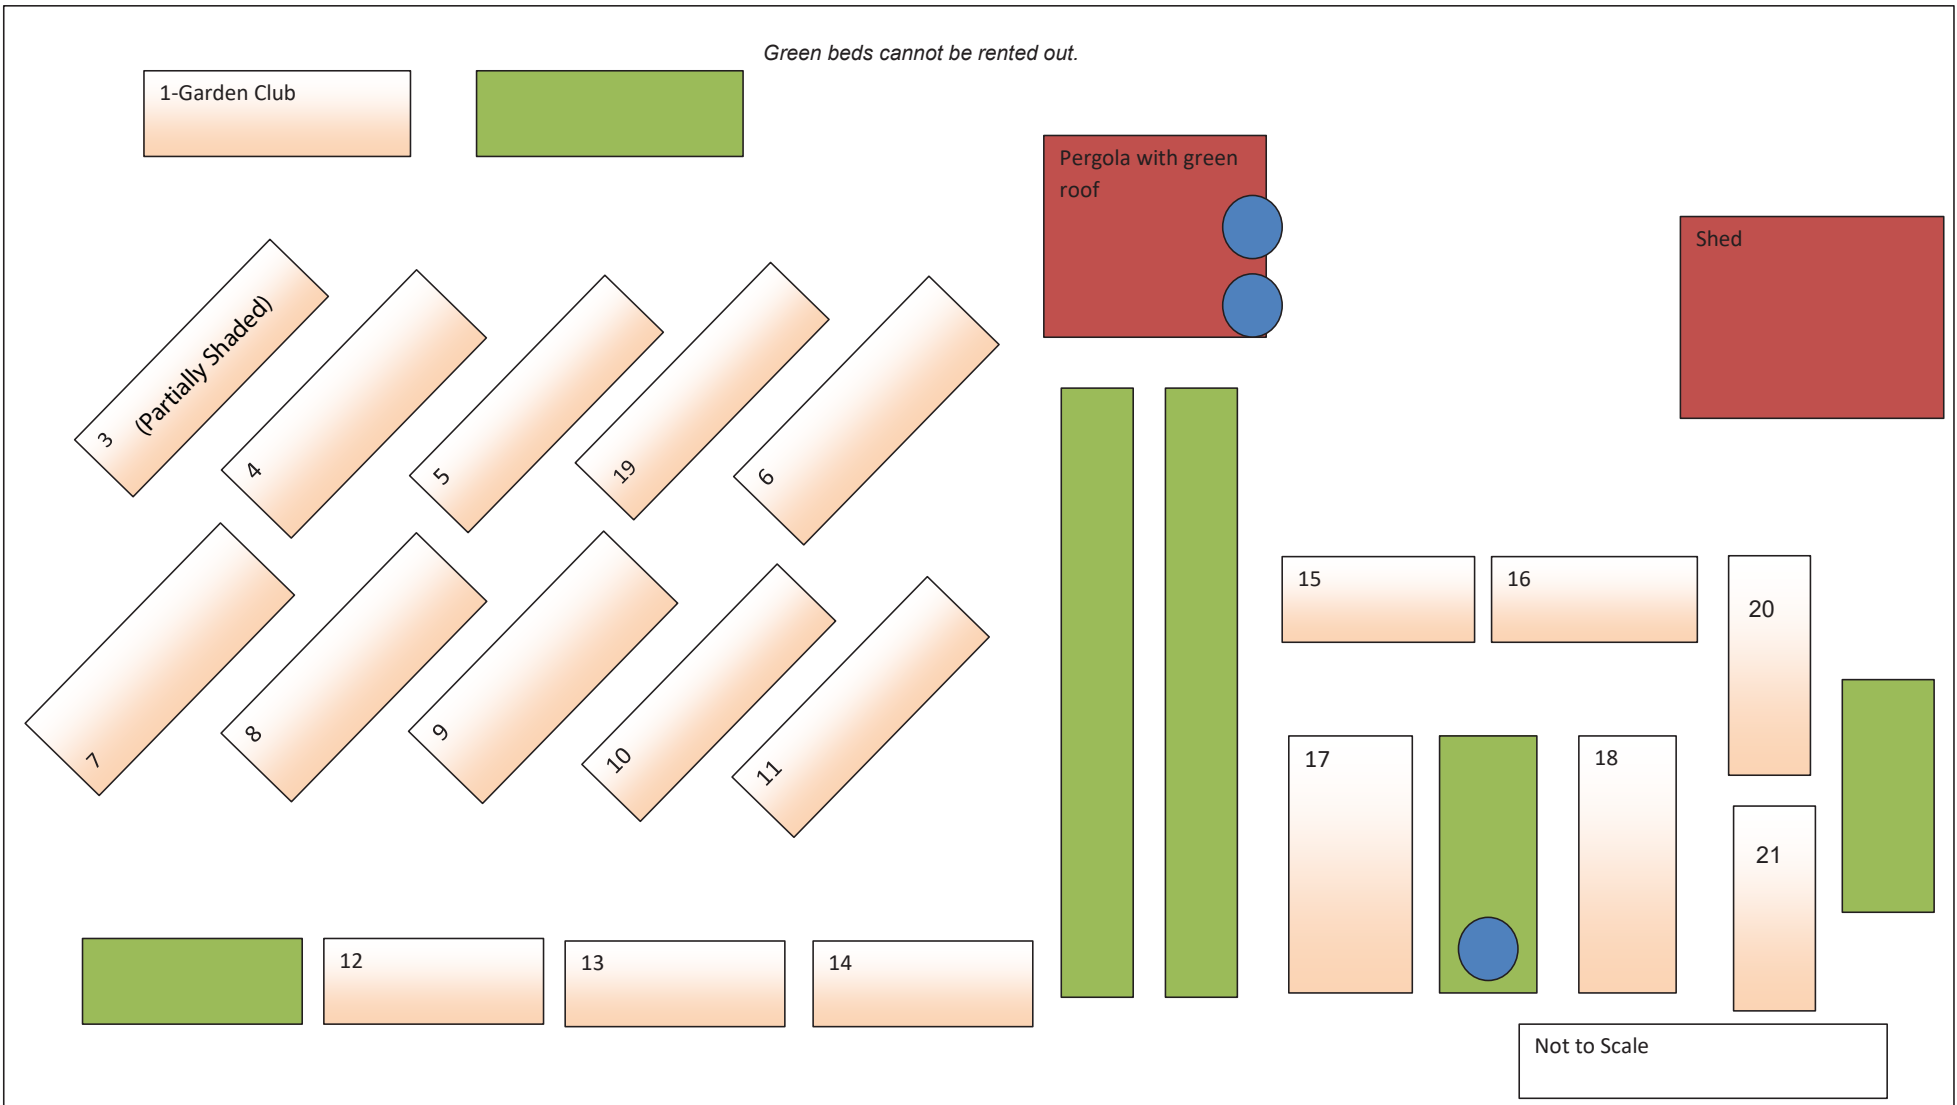 Green beds cannot be rented out.
1-Garden Club
Pergola with green
roof
Shed
3 (Partially Shaded)
4
5
19
6
7
8
9
10
11
15
16
20
17
18
21
12
13
14
Not to Scale